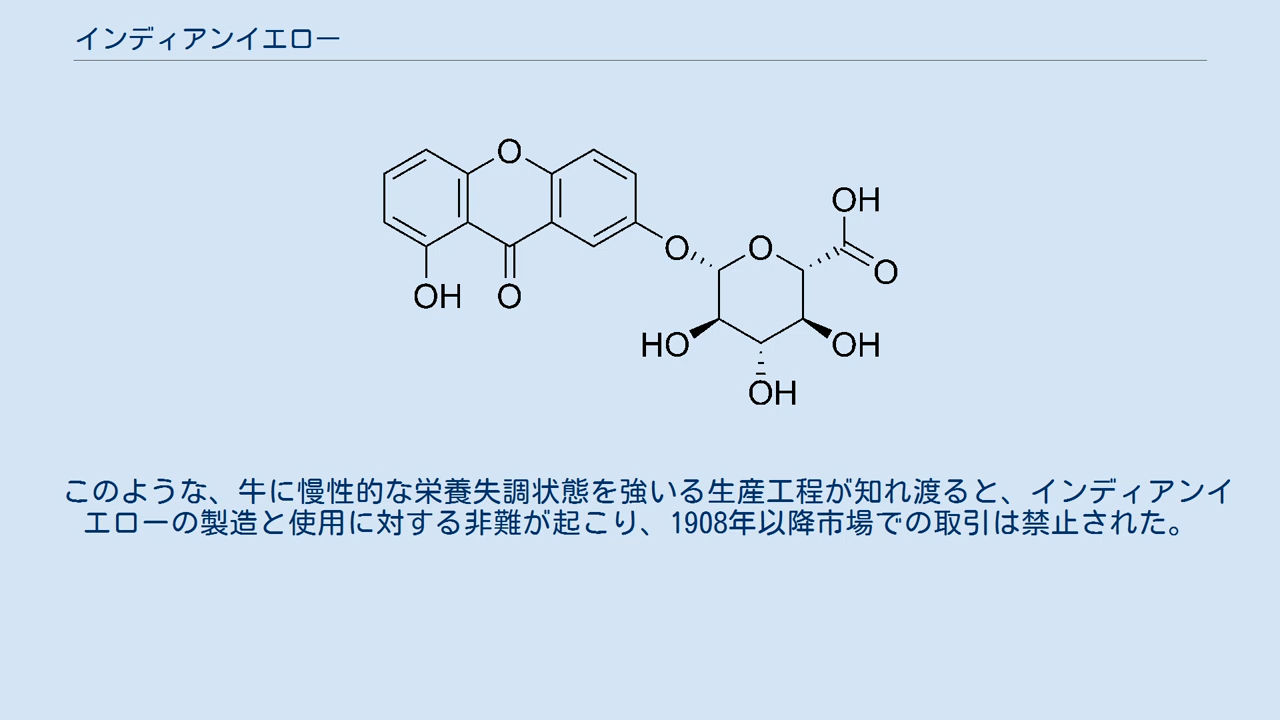 インディアンイエロー
O
OH
O
O
O
OH
O
HO
OH
OH
このような、牛に慢性的な栄養失調状態を強いる生産工程が知れ渡ると、インディアンイ
エローの製造と使用に対する非難が起こり、1908年以降市場での取引は禁止された。